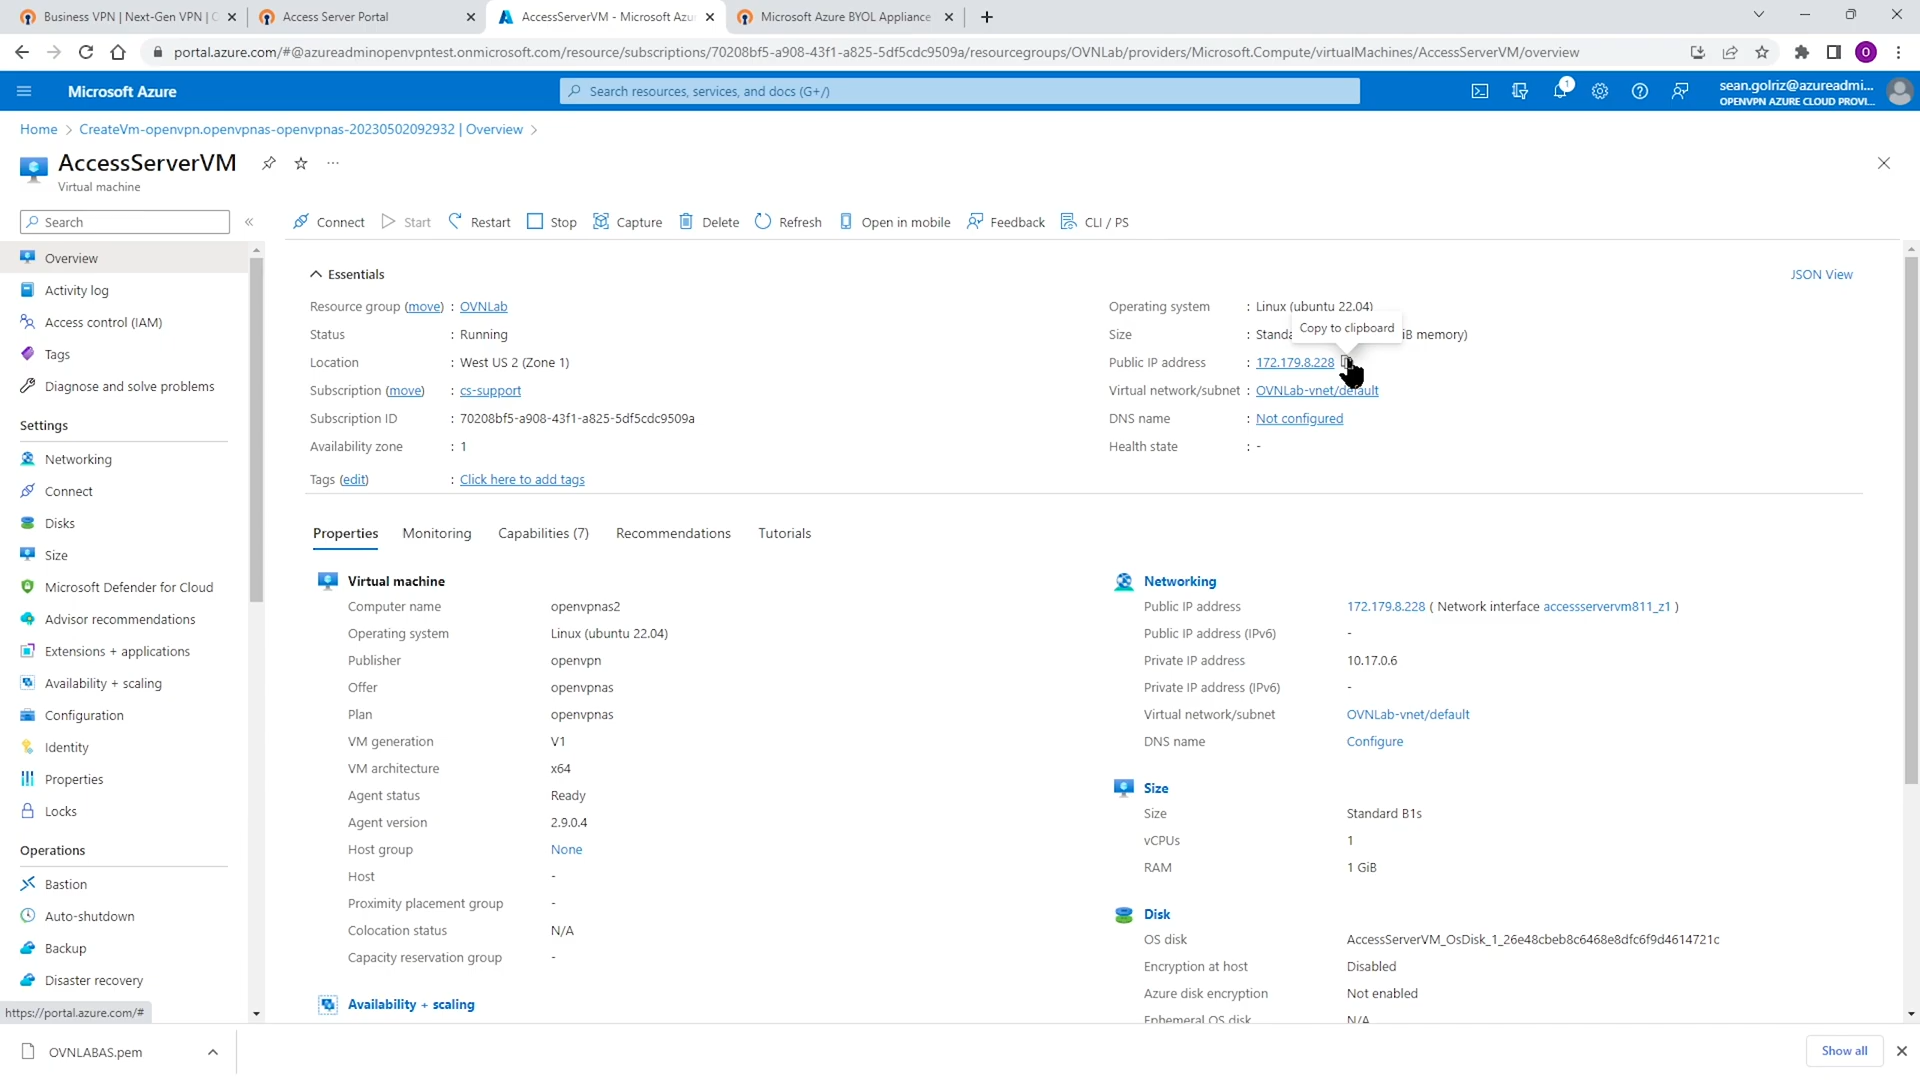 Business VPN | Next-Gen VPN |
Access Server Portal
AccessServerVM - Microsoft Azu
Microsoft Azure BYOL Appliance
portal.azure.com/#@azureadminopenvpntest.onmicrosoft.com/resource/subscriptions/70208bf5-a908-43f1-a825-5df5cdc9509a/resourcegroups/OVNLab/providers/Microsoft.Compute/virtualMachines/AccessServerVM/overview
O
Microsoft Azure
Search resources, services, and docs (G+/)
1
sean.golriz@azureadmi...
OPENVPN AZURE CLOUD PROVI...
Home > CreateVm-openvpn.openvpnas-openvpnas-20230502092932 | Overview >
AccessServerVM
Virtual machine
Search
Connect Start Restart Stop Capture Delete Refresh Open in mobile Feedback CLI / PS
Overview
Activity log
Access control (IAM)
Tags
Diagnose and solve problems
Settings
Networking
Connect
Disks
Size
Microsoft Defender for Cloud
Advisor recommendations
Extensions + applications
Availability + scaling
Configuration
Identity
Properties
Locks
Operations
Bastion
Auto-shutdown
Backup
Disaster recovery
https://portal.azure.com/#
Essentials
JSON View
Resource group (move) : OVNLab
Status : Running
Location : West US 2 (Zone 1)
Subscription (move) : cs-support
Subscription ID : 70208bf5-a908-43f1-a825-5df5cdc9509a
Availability zone : 1
Tags (edit) : Click here to add tags
Operating system : Linux (ubuntu 22.04)
Copy to clipboard
Size : Standa iB memory)
Public IP address : 172.179.8.228
Virtual network/subnet : OVNLab-vnet/default
DNS name : Not configured
Health state : -
Properties Monitoring Capabilities (7) Recommendations Tutorials
Virtual machine
Computer name openvpnas2
Operating system Linux (ubuntu 22.04)
Publisher openvpn
Offer openvpnas
Plan openvpnas
VM generation V1
VM architecture x64
Agent status Ready
Agent version 2.9.0.4
Host group None
Host -
Proximity placement group -
Colocation status N/A
Capacity reservation group -
Availability + scaling
Networking
Public IP address 172.179.8.228 ( Network interface accessservervm811_z1 )
Public IP address (IPv6) -
Private IP address 10.17.0.6
Private IP address (IPv6) -
Virtual network/subnet OVNLab-vnet/default
DNS name Configure
Size
Size Standard B1s
vCPUs 1
RAM 1 GiB
Disk
OS disk AccessServerVM_OsDisk_1_26e48cbeb8c6468e8dfc6f9d4614721c
Encryption at host Disabled
Azure disk encryption Not enabled
Ephemeral OS disk N/A
OVNLABAS.pem
Show all